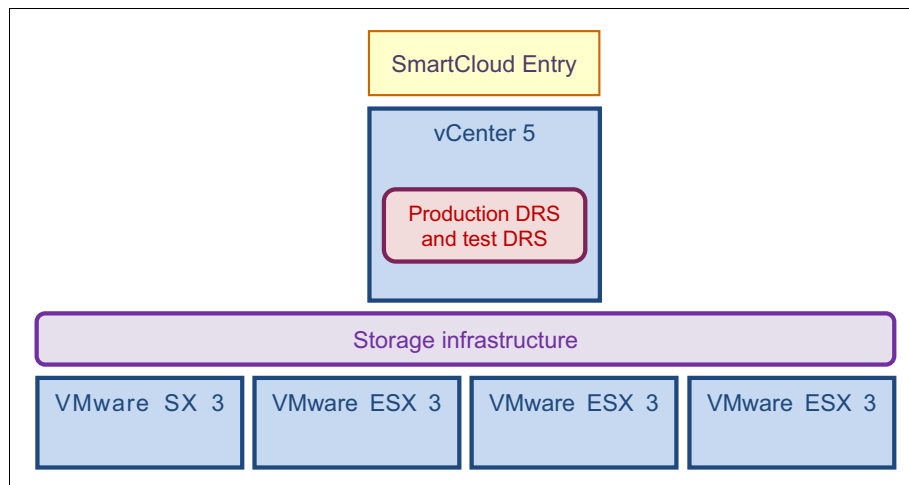 SmartCloud Entry
vCenter 5
Production DRS
and test DRS
Storage infrastructure
VMware SX 3
VMware ESX 3
VMware ESX 3
VMware ESX 3